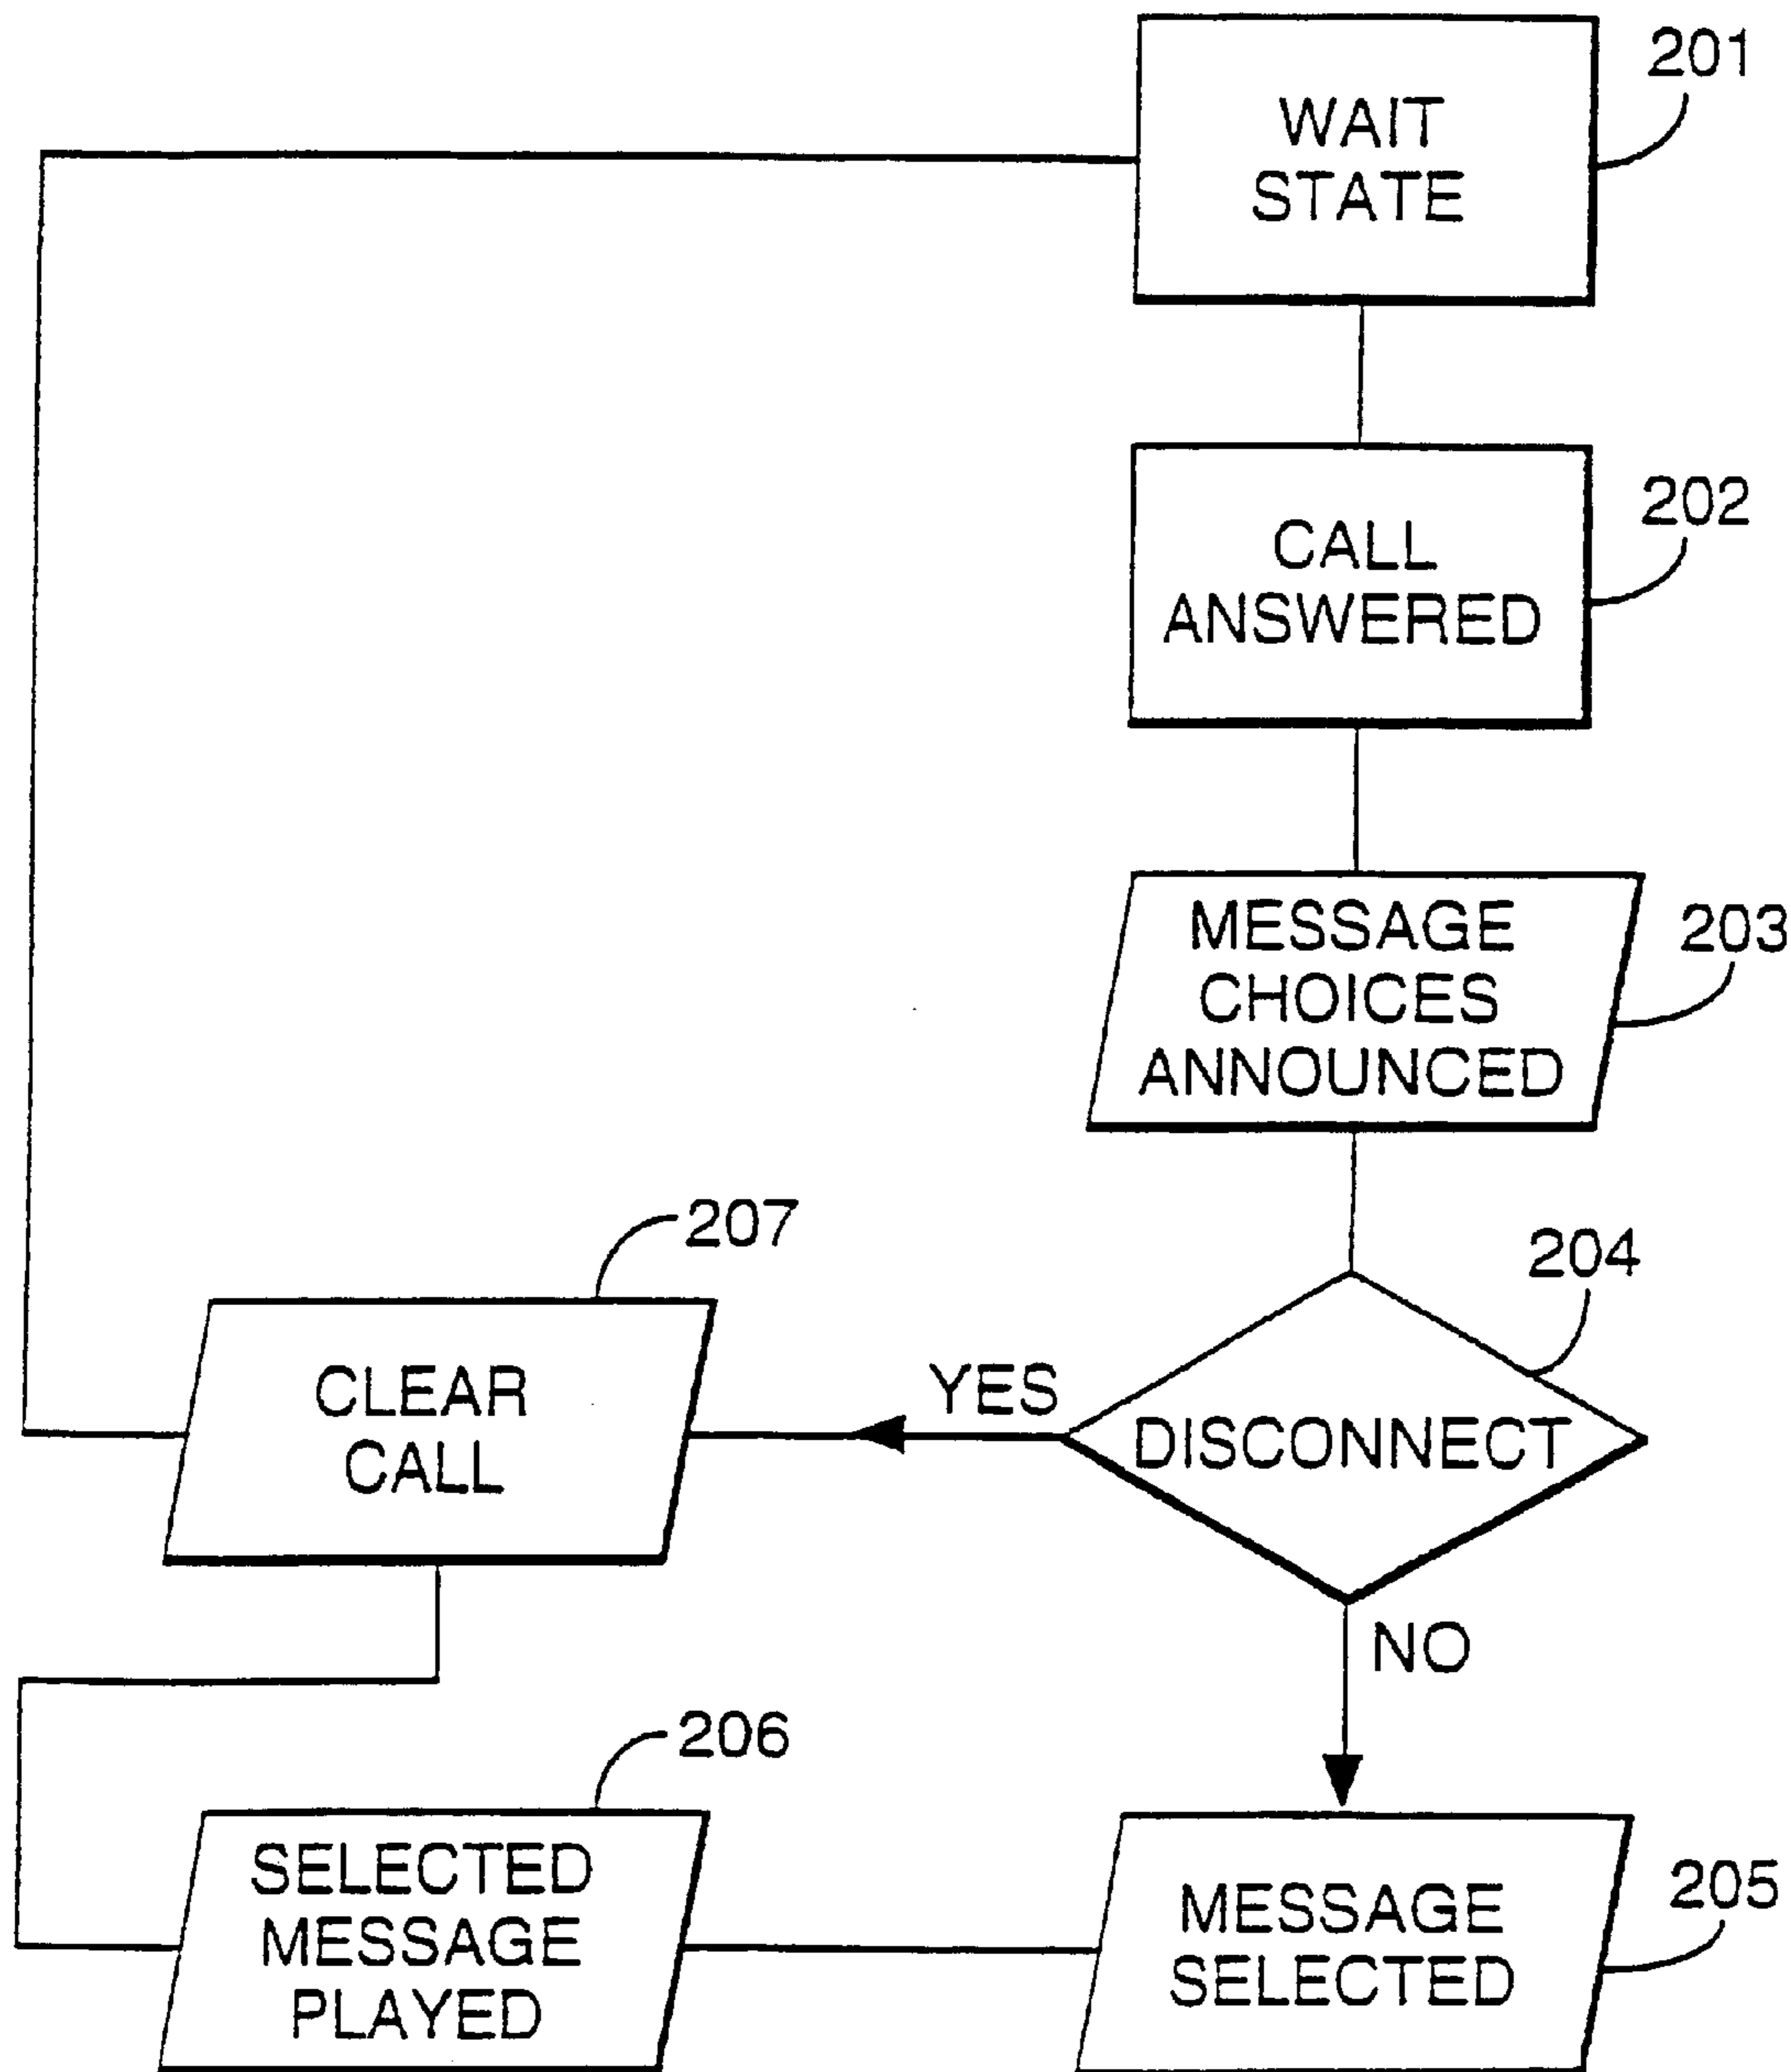 201
WAIT
STATE
202
CALL
ANSWERED
203
MESSAGE
CHOICES
ANNOUNCED
204
DISCONNECT
YES
NO
207
CLEAR
CALL
206
SELECTED
MESSAGE
PLAYED
205
MESSAGE
SELECTED